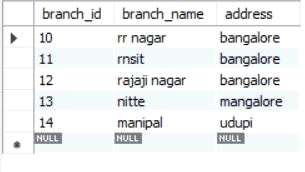 branch_id branch_name address
10 rr nagar bangalore
11 rnsit bangalore
12 rajaji nagar bangalore
13 nitte mangalore
14 manipal udupi
NULL NULL NULL